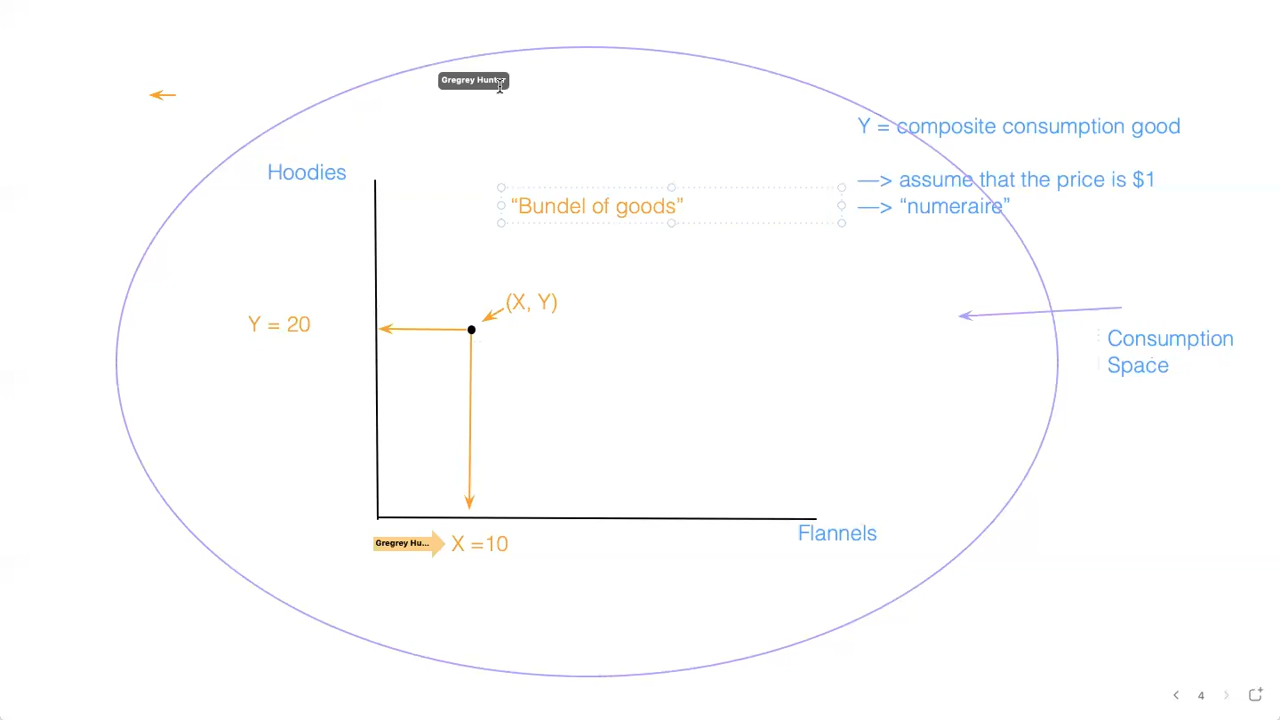 Gregrey Hunter
Y = composite consumption good
Hoodies
—> assume that the price is $1
“Bundel of goods”
—> “numeraire”
(X, Y)
Y = 20
Consumption
Space
Flannels
Gregrey Hu...
X =10
4